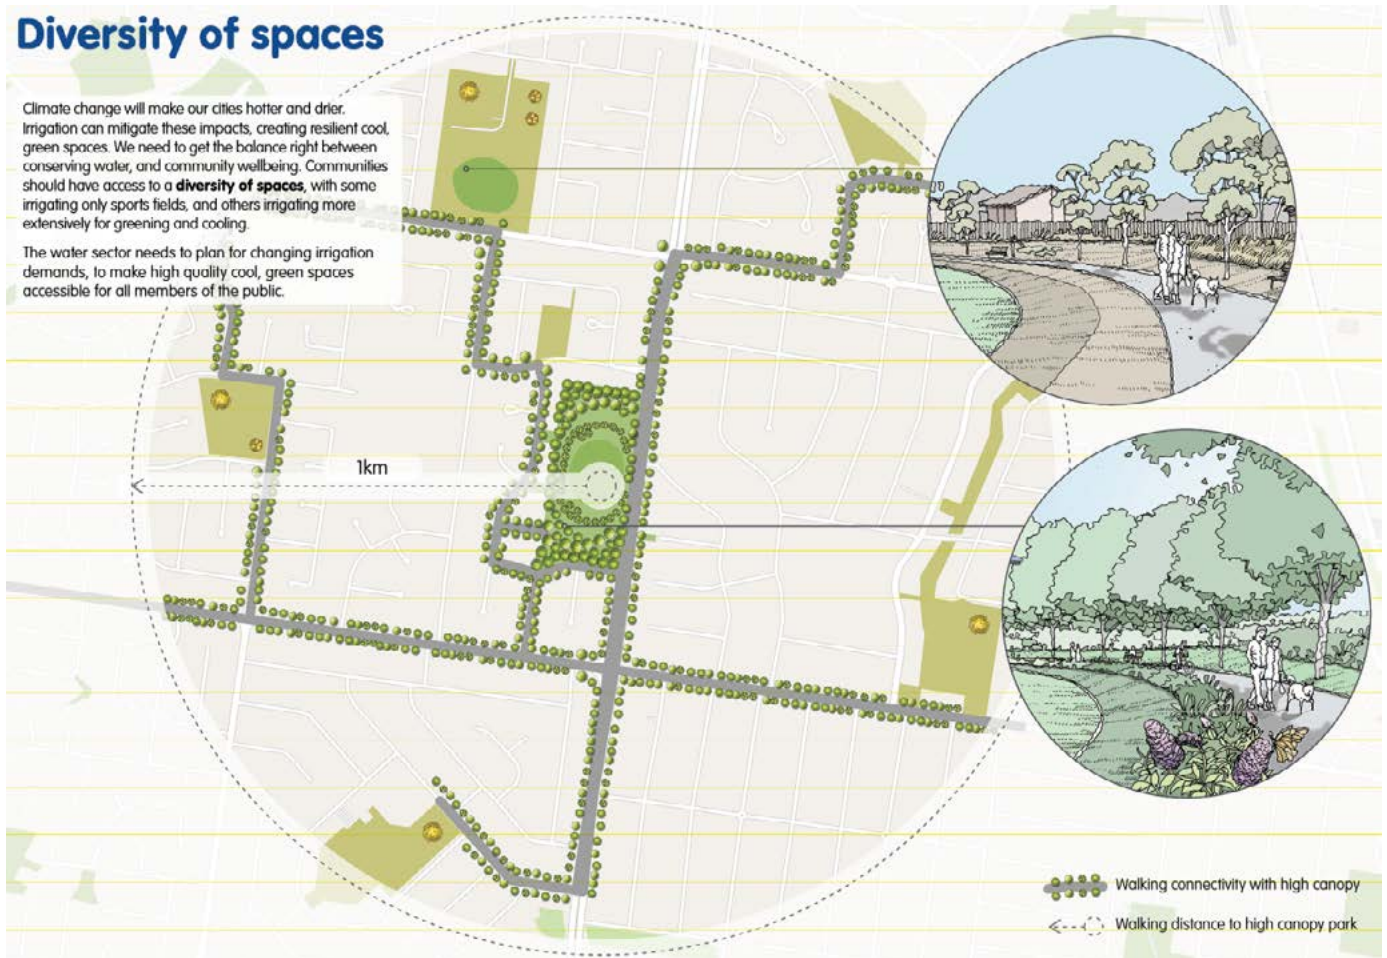 Diversity of spaces
Climate change will make our cities hotter and drier.
Irrigation can mitigate these impacts, creating resilient cool,
green spaces. We need to get the balance right between
conserving water, and community wellbeing. Communities
should have access to a diversity of spaces, with some
irrigating only sports fields, and others irrigating more
extensively for greening and cooling.
The water sector needs to plan for changing irrigation
demands, to make high quality cool, green spaces
accessible for all members of the public.
1km
Walking connectivity with high canopy
Walking distance to high canopy park